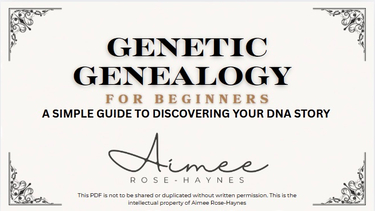 GENETIC
GENEALOGY
FOR BEGINNERS
A SIMPLE GUIDE TO DISCOVERING YOUR DNA STORY
Aimee
ROSE-HAYNES
This PDF is not to be shared or duplicated without written permission. This is the
intellectual property of Aimee Rose-Haynes